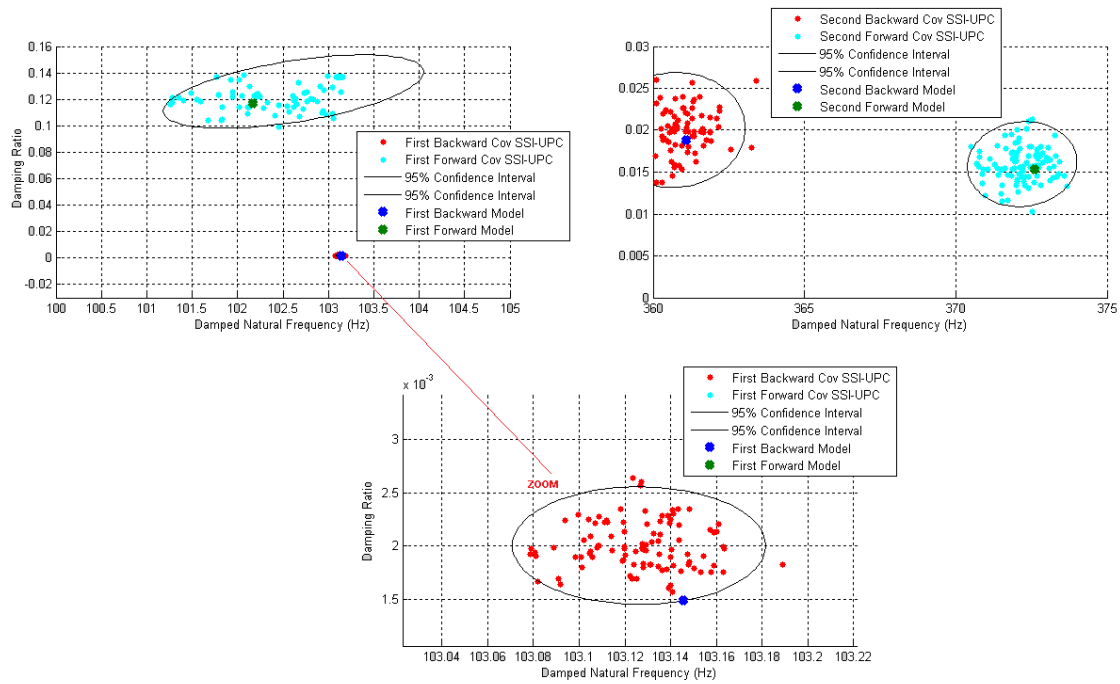 0.16
0.14
0.12
0.1
0.08
0.06
0.04
0.02
0
-0.02
Damping Ratio
100
100.5
101
101.5
102
102.5
103
103.5
104
104.5
105
Damped Natural Frequency (Hz)
First Backward Cov SSI-UPC
First Forward Cov SSI-UPC
95% Confidence Interval
95% Confidence Interval
First Backward Model
First Forward Model
0.03
0.025
0.02
0.015
0.01
0.005
0
360
365
370
375
Damped Natural Frequency (Hz)
Second Backward Cov SSI-UPC
Second Forward Cov SSI-UPC
95% Confidence Interval
95% Confidence Interval
Second Backward Model
Second Forward Model
x 10⁻³
3
2.5
2
1.5
Damping Ratio
ZOOM
103.04
103.06
103.08
103.1
103.12
103.14
103.16
103.18
103.2
103.22
Damped Natural Frequency (Hz)
First Backward Cov SSI-UPC
First Forward Cov SSI-UPC
95% Confidence Interval
95% Confidence Interval
First Backward Model
First Forward Model